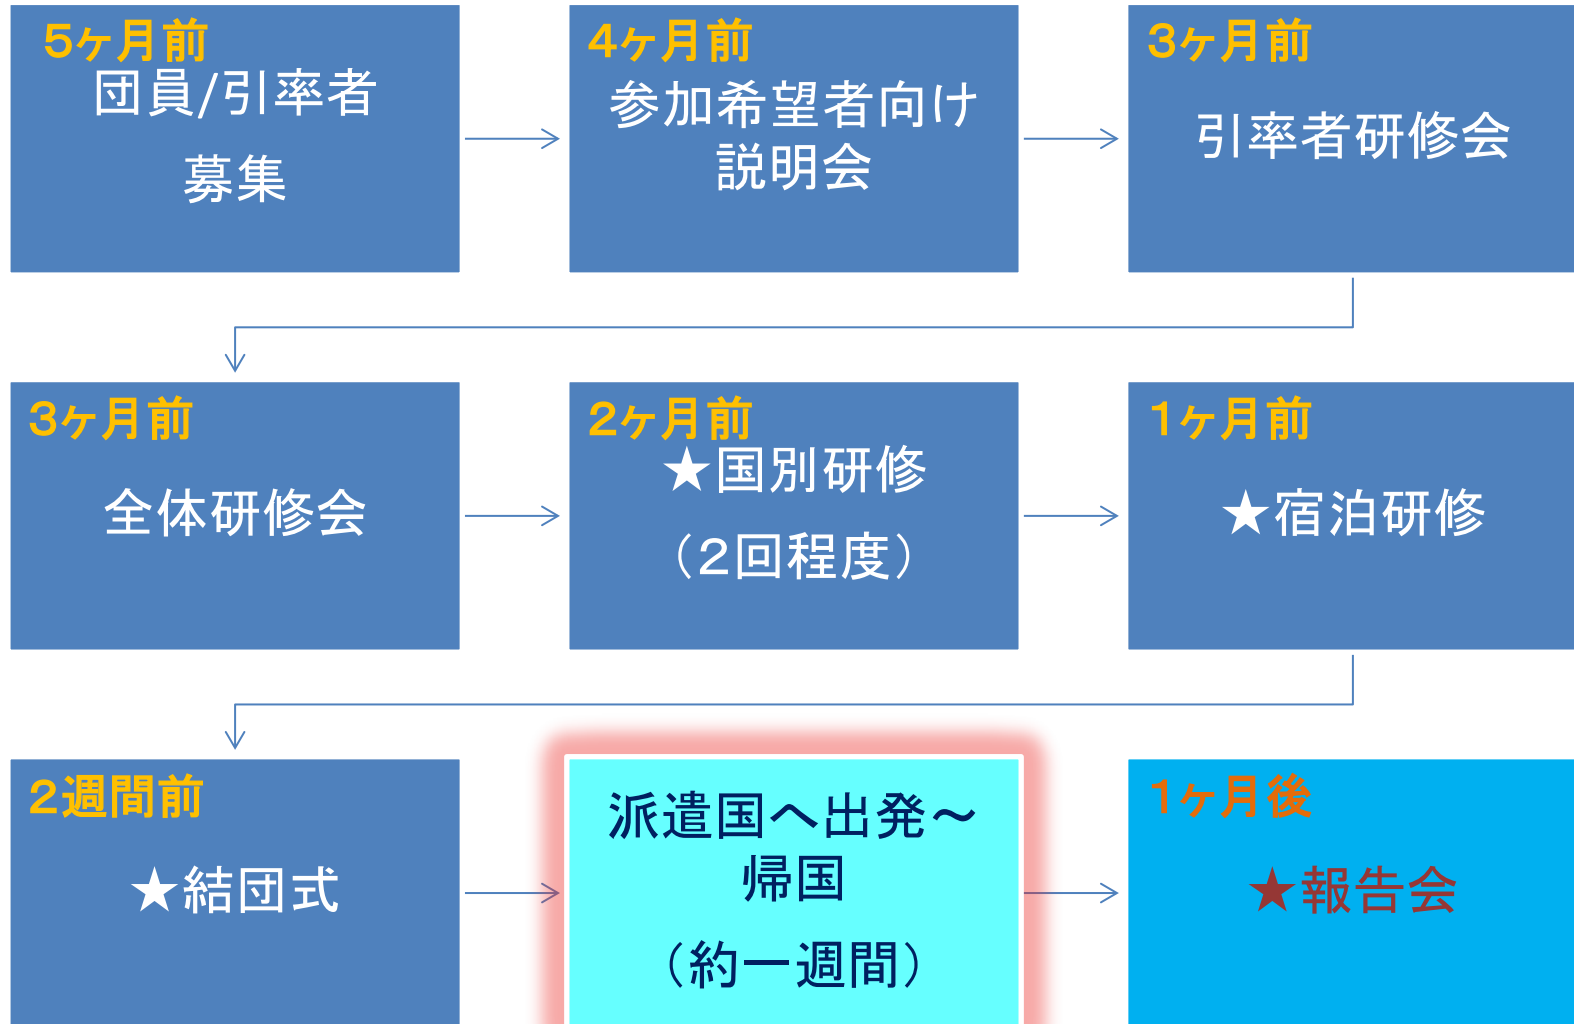 5ヶ月前
団員/引率者
募集
4ヶ月前
参加希望者向け
説明会
3ヶ月前
引率者研修会
3ヶ月前
全体研修会
2ヶ月前
★国別研修
（2回程度）
1ヶ月前
★宿泊研修
2週間前
★結団式
派遣国へ出発～
帰国
（約一週間）
1ヶ月後
★報告会